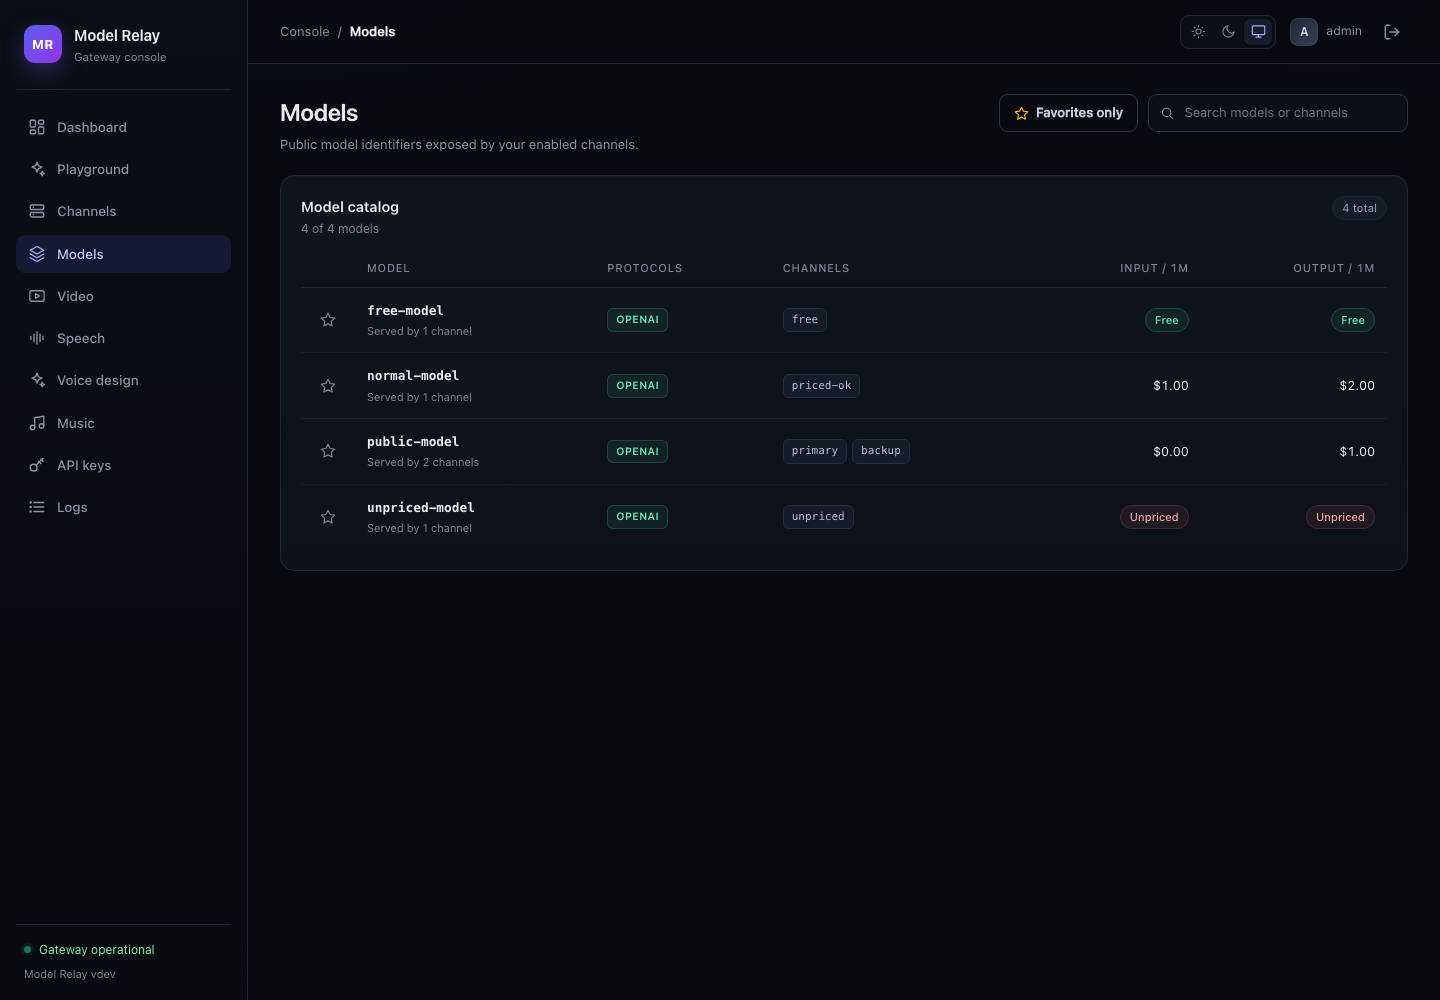 MR
Model Relay
Gateway console
Dashboard
Playground
Channels
Models
Video
Speech
Voice design
Music
API keys
Logs
Gateway operational
Model Relay vdev
Console / Models
A admin
Models
Public model identifiers exposed by your enabled channels.
Favorites only
Search models or channels
Model catalog
4 of 4 models
4 total
MODEL PROTOCOLS CHANNELS INPUT / 1M OUTPUT / 1M
free-model
Served by 1 channel
OPENAI free Free Free
normal-model
Served by 1 channel
OPENAI priced-ok $1.00 $2.00
public-model
Served by 2 channels
OPENAI primary backup $0.00 $1.00
unpriced-model
Served by 1 channel
OPENAI unpriced Unpriced Unpriced